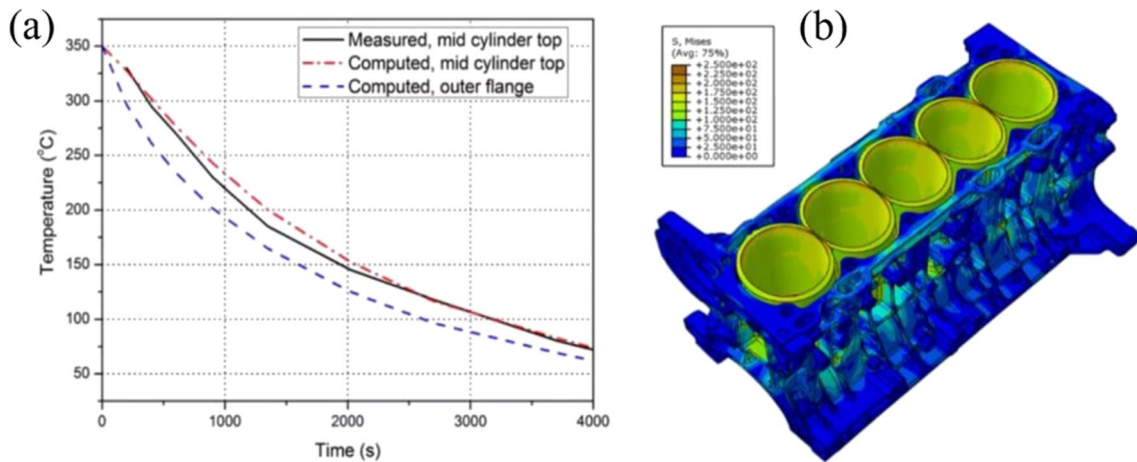 (a)
Measured, mid cylinder top
Computed, mid cylinder top
Computed, outer flange
Temperature (°C)
350
300
250
200
150
100
50
0
1000
2000
3000
4000
Time (s)
(b)
S, Mises
(Avg: 75%)
+2.500e+02
+2.250e+02
+2.000e+02
+1.750e+02
+1.500e+02
+1.250e+02
+1.000e+02
+7.500e+01
+5.000e+01
+2.500e+01
+0.000e+00